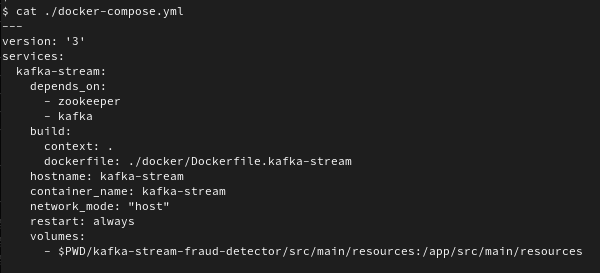 $ cat ./docker-compose.yml
---
version: '3'
services:
  kafka-stream:
    depends_on:
      - zookeeper
      - kafka
    build:
      context: .
      dockerfile: ./docker/Dockerfile.kafka-stream
    hostname: kafka-stream
    container_name: kafka-stream
    network_mode: "host"
    restart: always
    volumes:
      - $PWD/kafka-stream-fraud-detector/src/main/resources:/app/src/main/resources